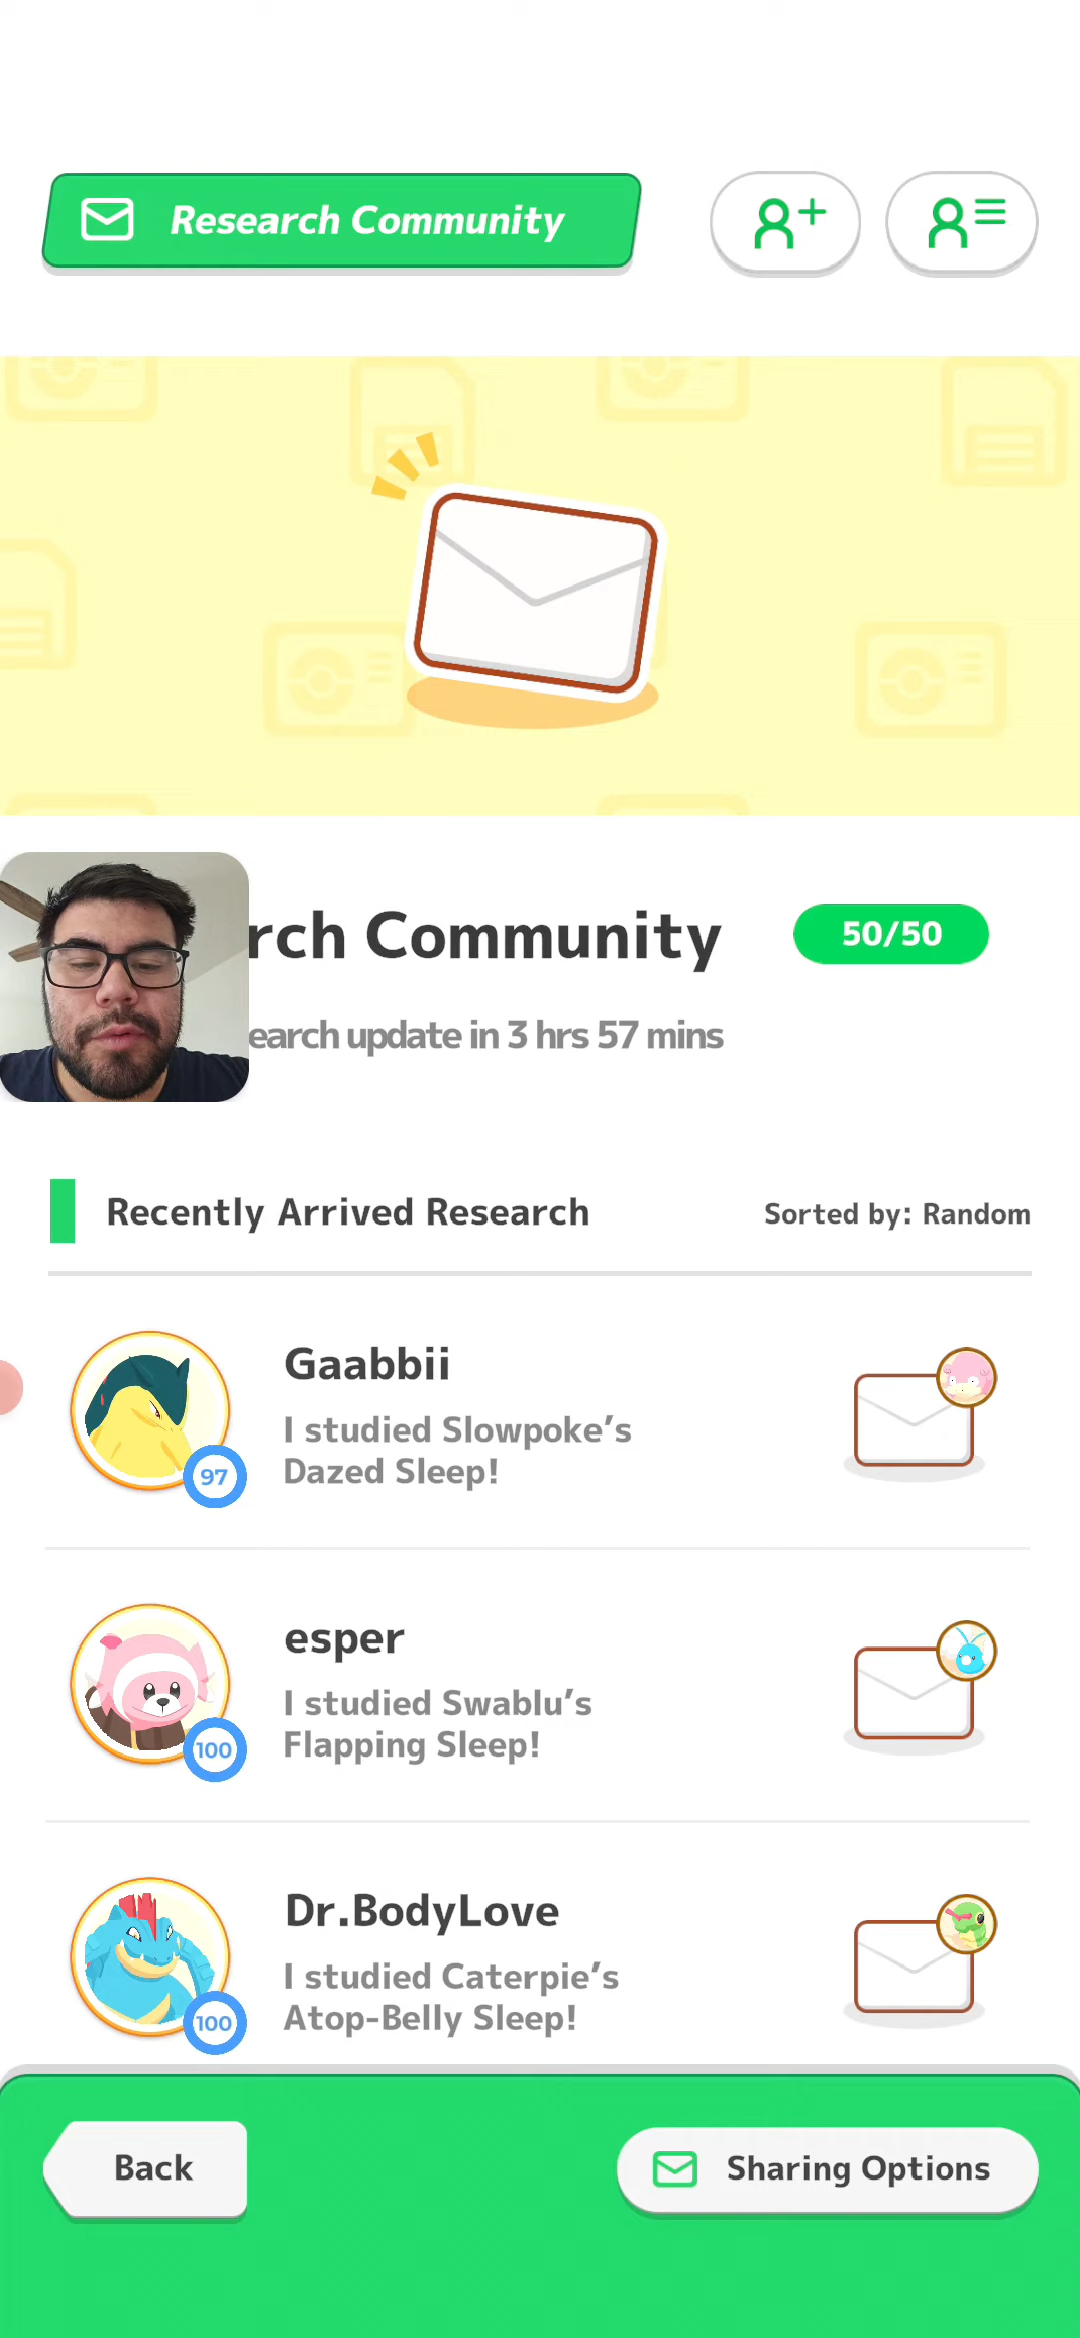 Research Community
rch Community
50/50
earch update in 3 hrs 57 mins
Recently Arrived Research
Sorted by: Random
Gaabbii
I studied Slowpoke's
Dazed Sleep!
97
esper
I studied Swablu's
Flapping Sleep!
100
Dr.BodyLove
I studied Caterpie's
Atop-Belly Sleep!
100
Back
Sharing Options